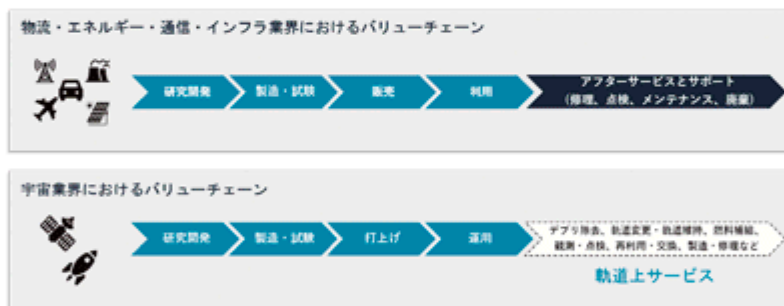 物流・エネルギー・通信・インフラ業界におけるバリューチェーン
研究開発
製造・試験
販売
利用
アフターサービスとサポート
(修理、点検、メンテナンス、廃棄)
宇宙業界におけるバリューチェーン
研究開発
製造・試験
打上げ
運用
デブリ除去、軌道変更・軌道維持、燃料補給、
観測・点検、再利用・交換、製造・修理など
軌道上サービス